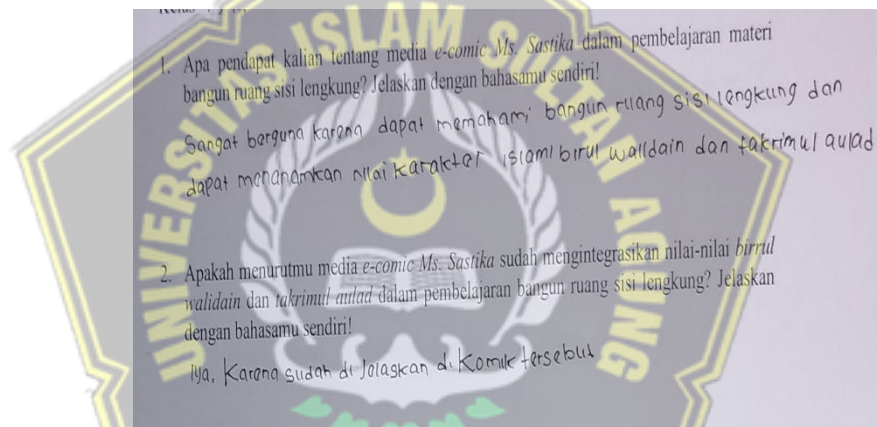 1. Apa pendapat kalian tentang media e-comic Ms. Sastika dalam pembelajaran materi
bangun ruang sisi lengkung? Jelaskan dengan bahasamu sendiri!
Sangat berguna karena dapat memahami bangun ruang sisi lengkung dan
dapat menanamkan nilai karakter islami birul walidain dan takrimul aulad
2. Apakah menurutmu media e-comic Ms. Sastika sudah mengintegrasikan nilai-nilai birrul
walidain dan takrimul aulad dalam pembelajaran bangun ruang sisi lengkung? Jelaskan
dengan bahasamu sendiri!
Iya, Karena sudah di Jelaskan di Komik tersebut
UNIVERSITAS ISLAM SULTAN AGUNG